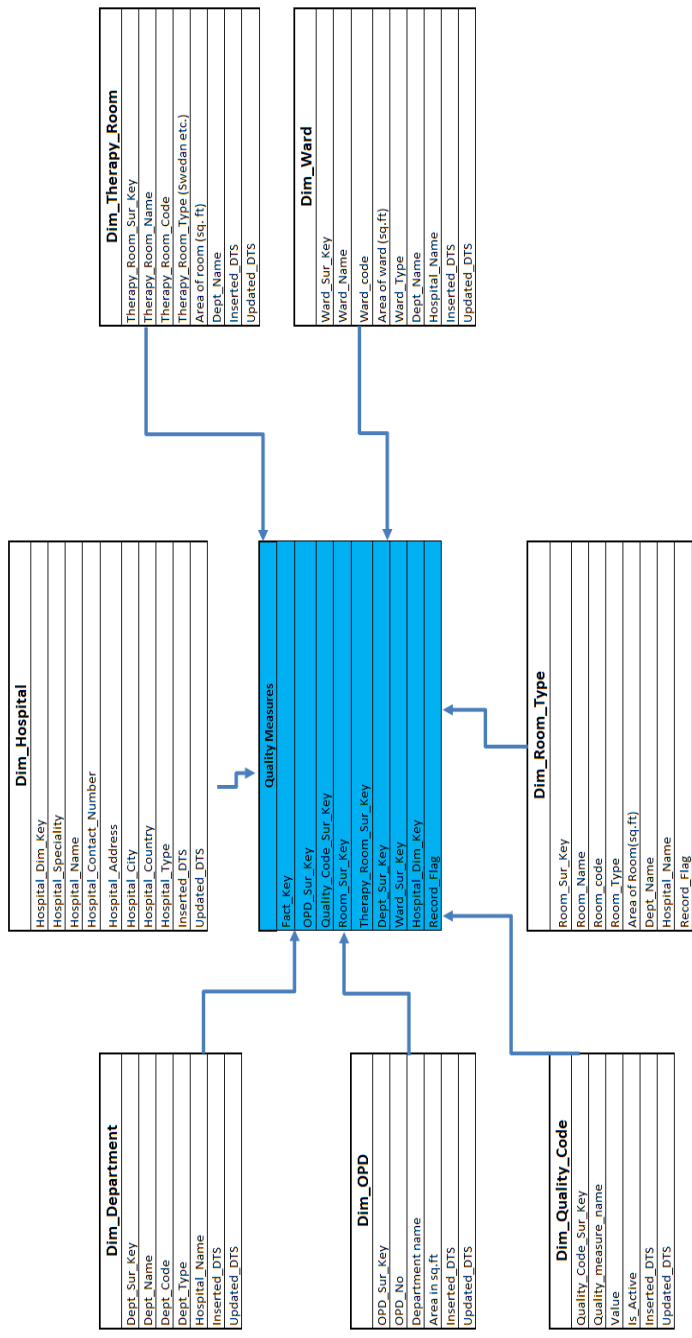 Dim_Department
Dept_Sur_Key
Dept_Name
Dept_Code
Dept_Type
Hospital_Name
Inserted_DTS
Updated_DTS
Dim_Hospital
Hospital_Dim_Key
Hospital_Speciality
Hospital_Name
Hospital_Contact_Number
Hospital_Address
Hospital_City
Hospital_Country
Hospital_Type
Inserted_DTS
Updated_DTS
Dim_Therapy_Room
Therapy_Room_Sur_Key
Therapy_Room_Name
Therapy_Room_Code
Therapy_Room_Type (Swedan etc.)
Area of room (sq. ft)
Dept_Name
Inserted_DTS
Updated_DTS
Dim_OPD
OPD_Sur_Key
OPD_No
Department name
Area in sq.ft
Inserted_DTS
Updated_DTS
Quality Measures
Fact_Key
OPD_Sur_Key
Quality_Code_Sur_Key
Room_Sur_Key
Therapy_Room_Sur_Key
Dept_Sur_Key
Ward_Sur_Key
Hospital_Dim_Key
Record_Flag
Dim_Ward
Ward_Sur_Key
Ward_Name
Ward_code
Area of ward (sq.ft)
Ward_Type
Dept_Name
Hospital_Name
Inserted_DTS
Updated_DTS
Dim_Quality_Code
Quality_Code_Sur_Key
Quality_measure_name
Value
Is_Active
Inserted_DTS
Updated_DTS
Dim_Room_Type
Room_Sur_Key
Room_Name
Room_code
Room_Type
Area of Room(sq.ft)
Dept_Name
Hospital_Name
Record_Flag